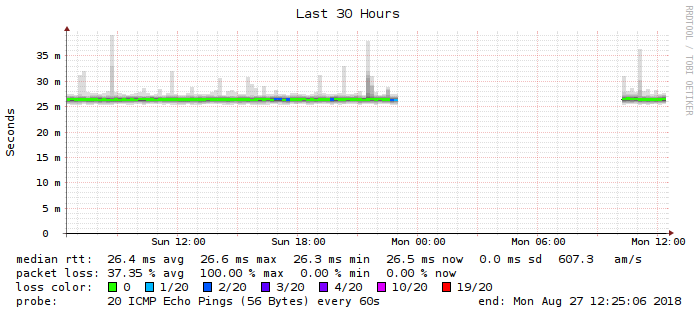 Last 30 Hours
RRDTOOL / TOBI OETIKER
Seconds
35 m
30 m
25 m
20 m
15 m
10 m
5 m
0
Sun 12:00 Sun 18:00 Mon 00:00 Mon 06:00 Mon 12:00
median rtt: 26.4 ms avg 26.6 ms max 26.3 ms min 26.5 ms now 0.0 ms sd 607.3 am/s
packet loss: 37.35 % avg 100.00 % max 0.00 % min 0.00 % now
loss color: 0 1/20 2/20 3/20 4/20 10/20 19/20
probe: 20 ICMP Echo Pings (56 Bytes) every 60s end: Mon Aug 27 12:25:06 2018